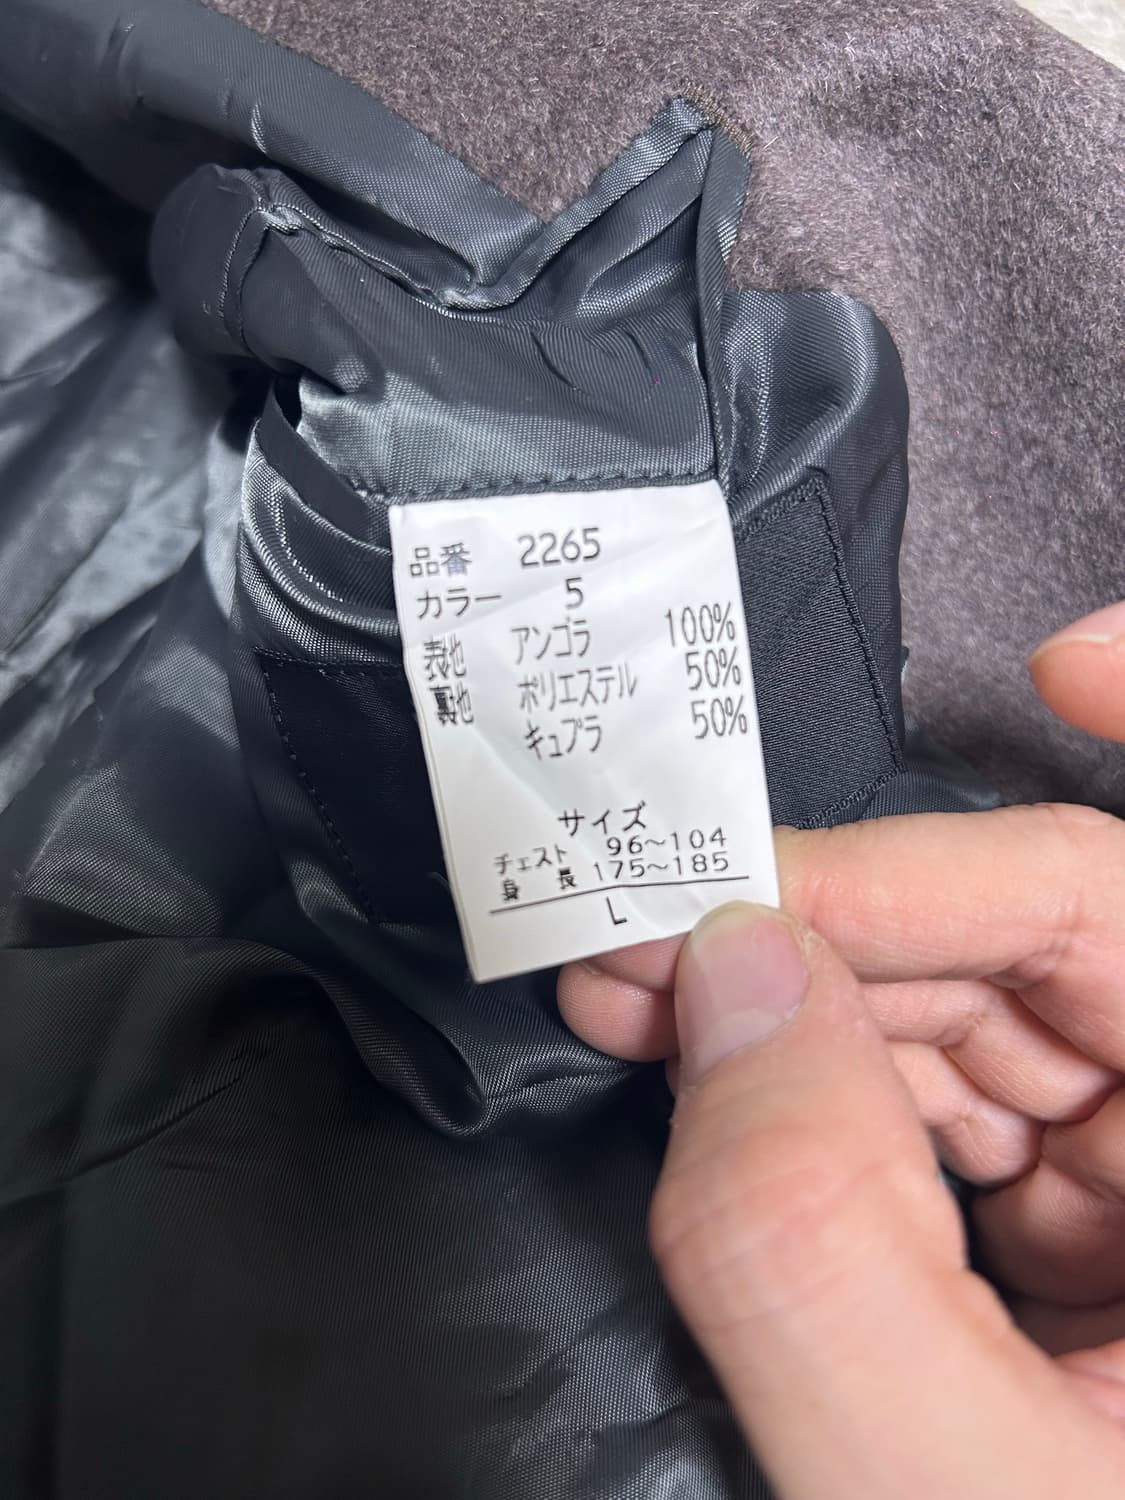 品番 2265
カラー 5
表地 アンゴラ 100%
裏地 ポリエステル 50%
キュプラ 50%
サイズ
チェスト 96～104
身長 175～185
L